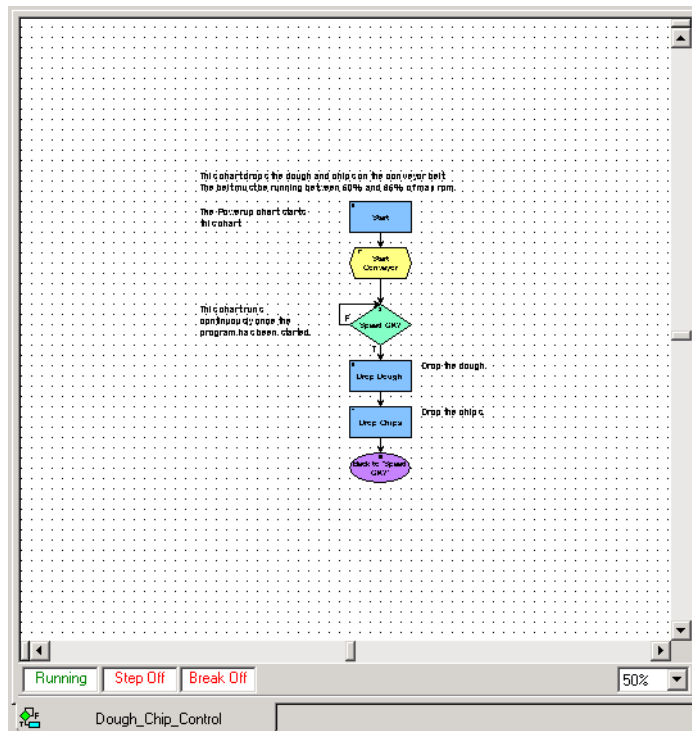 This chart drops the dough and chips on the conveyor belt
The belt must be running between 60% and 86% of max rpm.
The Powerup chart starts
this chart
Start
Start
Conveyor
This chart runs
continuously once the
program has been started.
F
Speed OK?
T
Drop Dough
Drop the dough.
Drop Chips
Drop the chips.
Back to "Speed
OK?"
Running
Step Off
Break Off
50%
Dough_Chip_Control